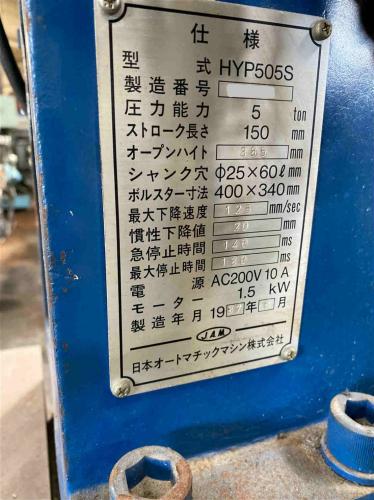 仕様
型式 HYP505S
製造番号
圧力能力 5 ton
ストローク長さ 150 mm
オープンハイト mm
シャンク穴 φ25×60ℓ mm
ボルスター寸法 400×340 mm
最大下降速度 mm/sec
慣性下降値 mm
急停止時間 ms
最大停止時間 ms
電源 AC200V 10A
モーター 1.5 kW
製造年月 19 年 月
JAM
日本オートマチックマシン株式会社